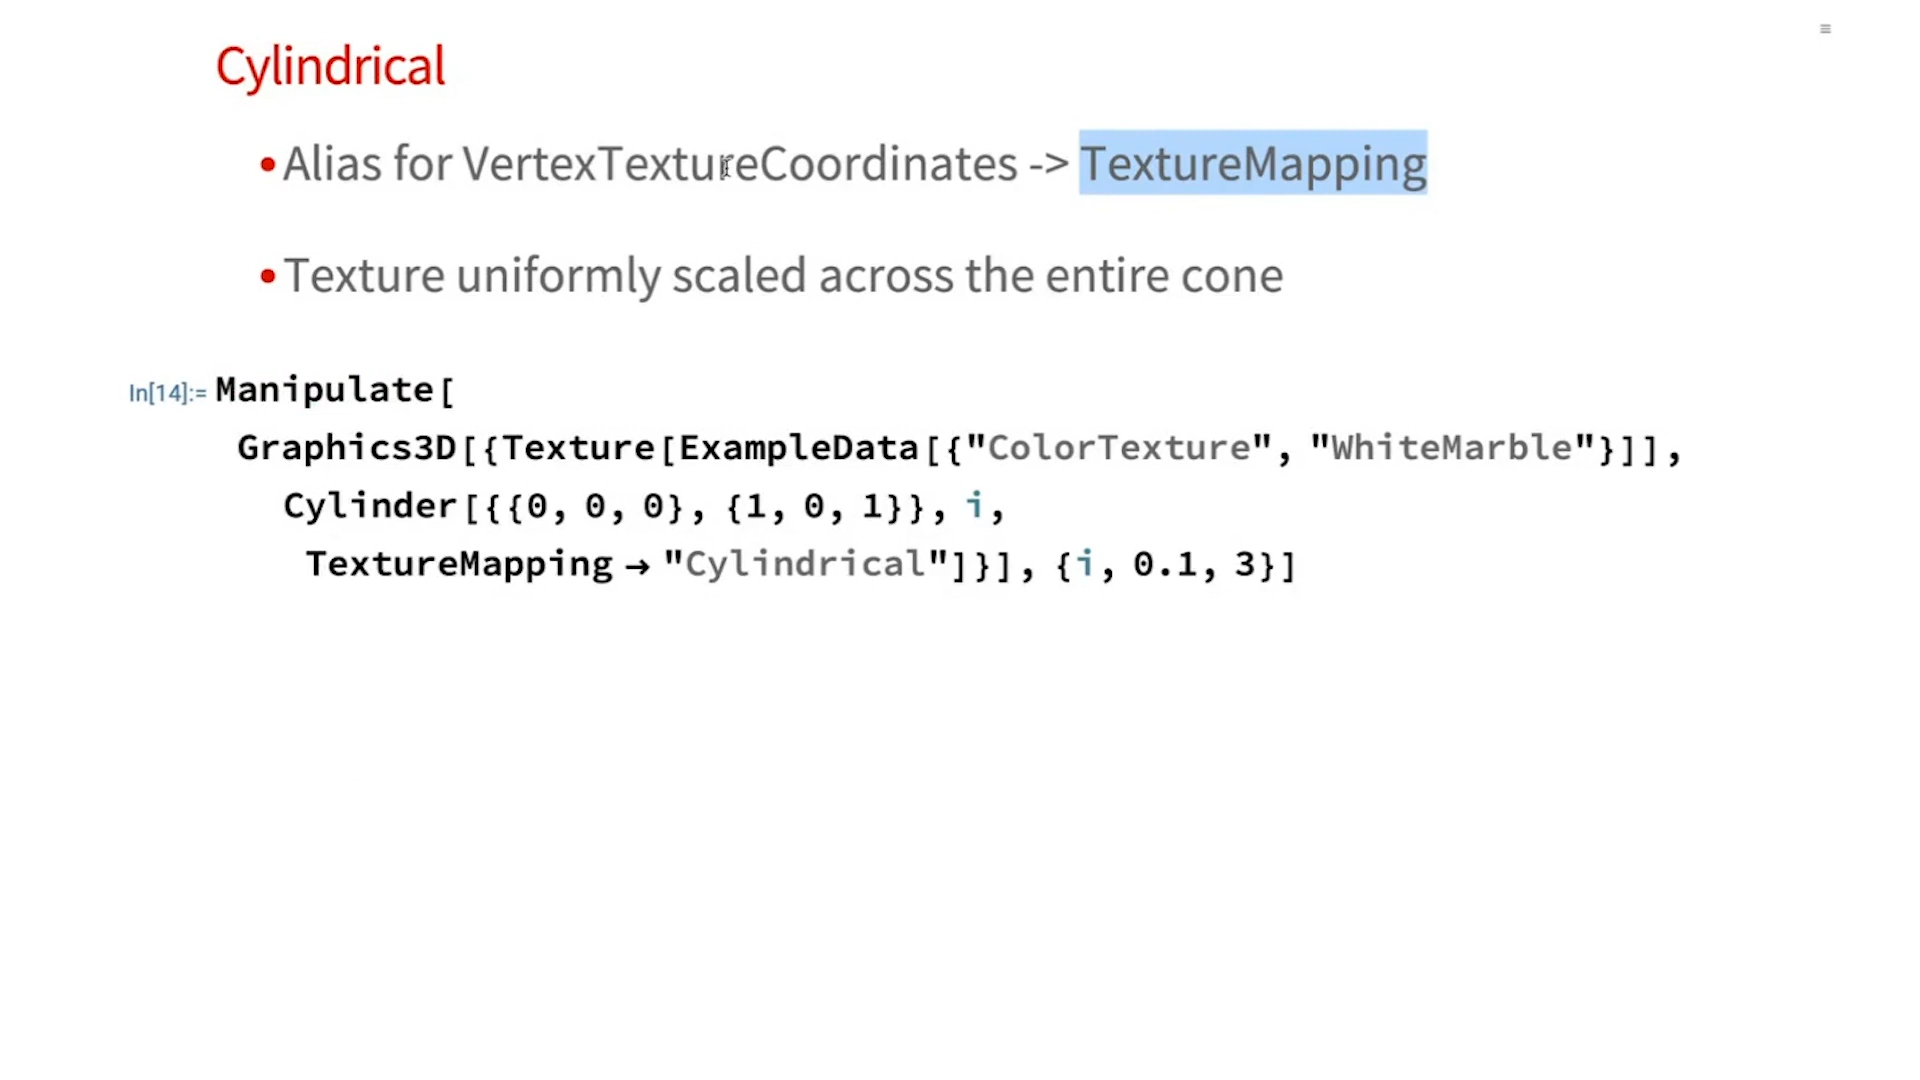 Cylindrical
•Alias for VertexTextureCoordinates -> TextureMapping
•Texture uniformly scaled across the entire cone
In[14]:= Manipulate[
Graphics3D[{Texture[ExampleData[{"ColorTexture", "WhiteMarble"}]],
Cylinder[{{0, 0, 0}, {1, 0, 1}}, i,
TextureMapping → "Cylindrical"]}], {i, 0.1, 3}]